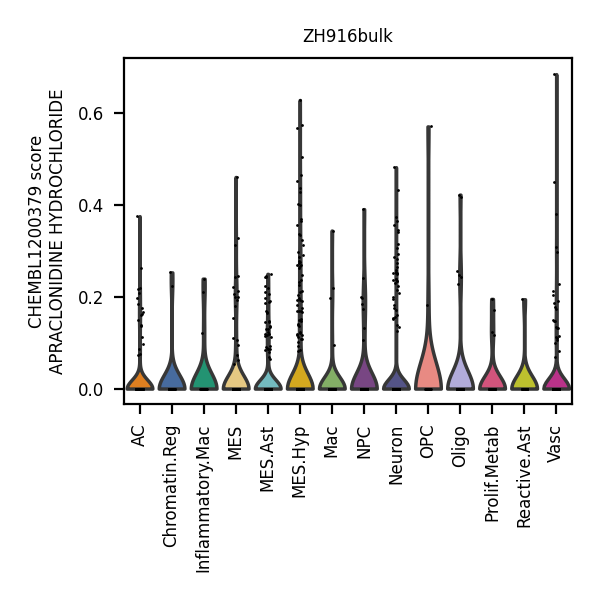 ZH916bulk
CHEMBL1200379 score
APRACLONIDINE HYDROCHLORIDE
0.6
0.4
0.2
0.0
AC
Chromatin.Reg
Inflammatory.Mac
MES
MES.Ast
MES.Hyp
Mac
NPC
Neuron
OPC
Oligo
Prolif.Metab
Reactive.Ast
Vasc